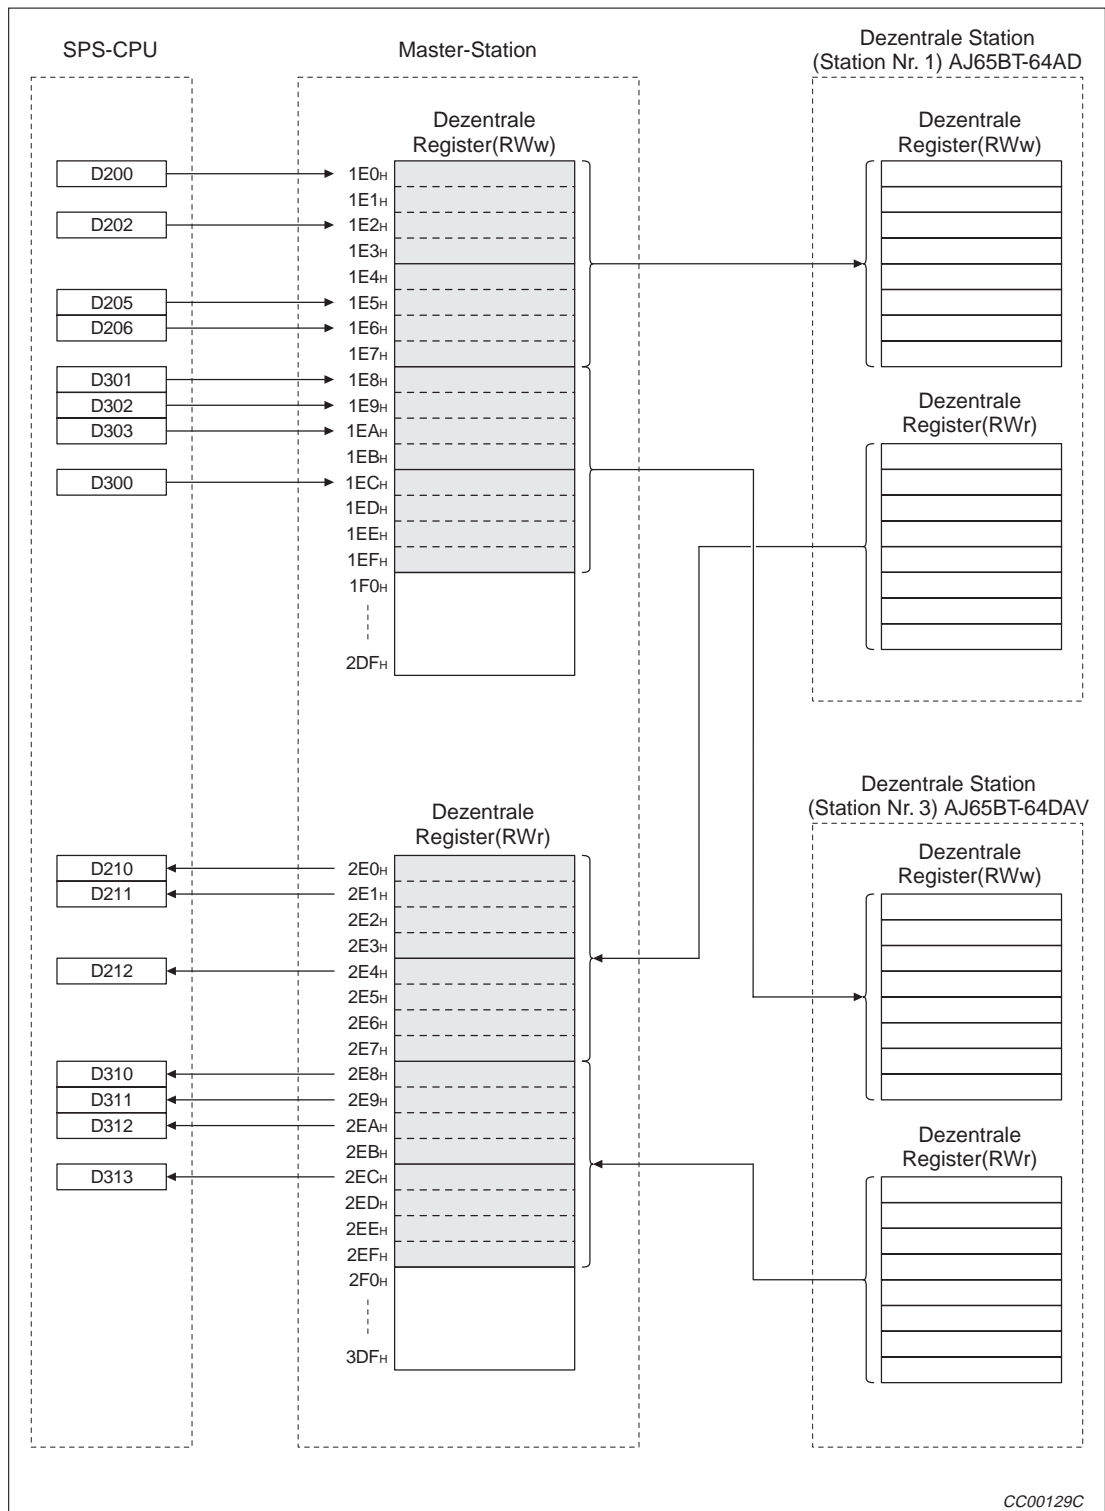 SPS-CPU
Master-Station
Dezentrale Station
(Station Nr. 1) AJ65BT-64AD
Dezentrale
Register(RWw)
Dezentrale
Register(RWw)
D200
1E0H
1E1H
D202
1E2H
1E3H
1E4H
D205
1E5H
D206
1E6H
1E7H
D301
1E8H
D302
1E9H
D303
1EAH
1EBH
D300
1ECH
1EDH
1EEH
1EFH
1F0H
2DFH
Dezentrale
Register(RWr)
Dezentrale Station
(Station Nr. 3) AJ65BT-64DAV
Dezentrale
Register(RWr)
Dezentrale
Register(RWw)
D210
2E0H
D211
2E1H
2E2H
2E3H
D212
2E4H
2E5H
2E6H
2E7H
D310
2E8H
D311
2E9H
D312
2EAH
2EBH
D313
2ECH
2EDH
2EEH
2EFH
2F0H
3DFH
Dezentrale
Register(RWr)
CC00129C